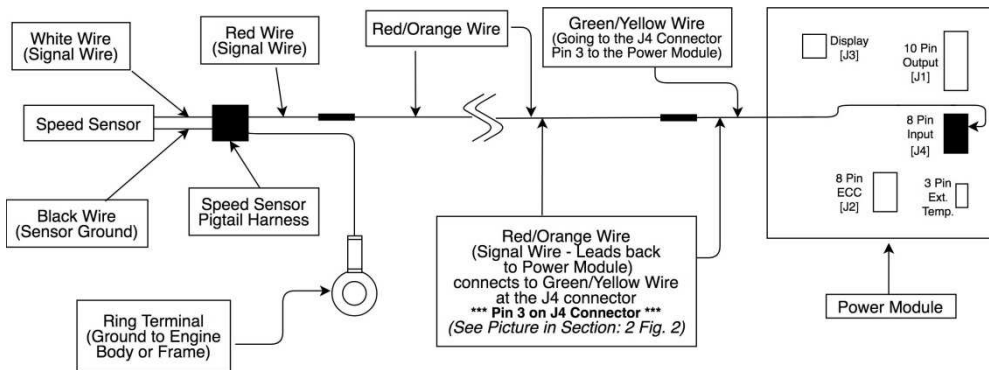 White Wire
(Signal Wire)
Red Wire
(Signal Wire)
Red/Orange Wire
Green/Yellow Wire
(Going to the J4 Connector
Pin 3 to the Power Module)
Display
[J3]
10 Pin
Output
[J1]
Speed Sensor
8 Pin
Input
[J4]
Black Wire
(Sensor Ground)
Speed Sensor
Pigtail Harness
8 Pin
ECC
[J2]
3 Pin
Ext.
Temp.
Red/Orange Wire
(Signal Wire - Leads back
to Power Module)
connects to Green/Yellow Wire
at the J4 connector
*** Pin 3 on J4 Connector ***
(See Picture in Section: 2 Fig. 2)
Power Module
Ring Terminal
(Ground to Engine
Body or Frame)